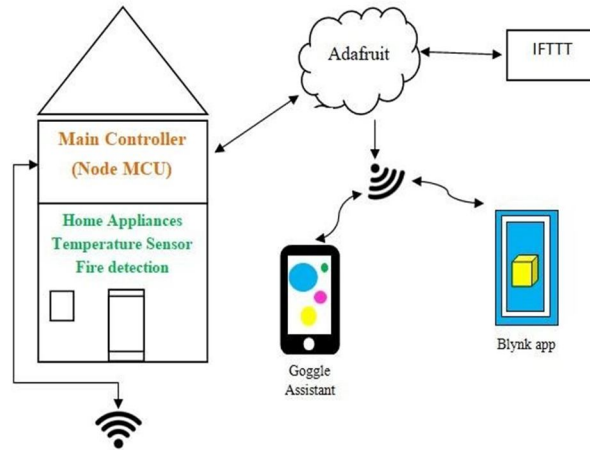 Adafruit
IFTTT
Main Controller
(Node MCU)
Home Appliances
Temperature Sensor
Fire detection
Goggle
Assistant
Blynk app